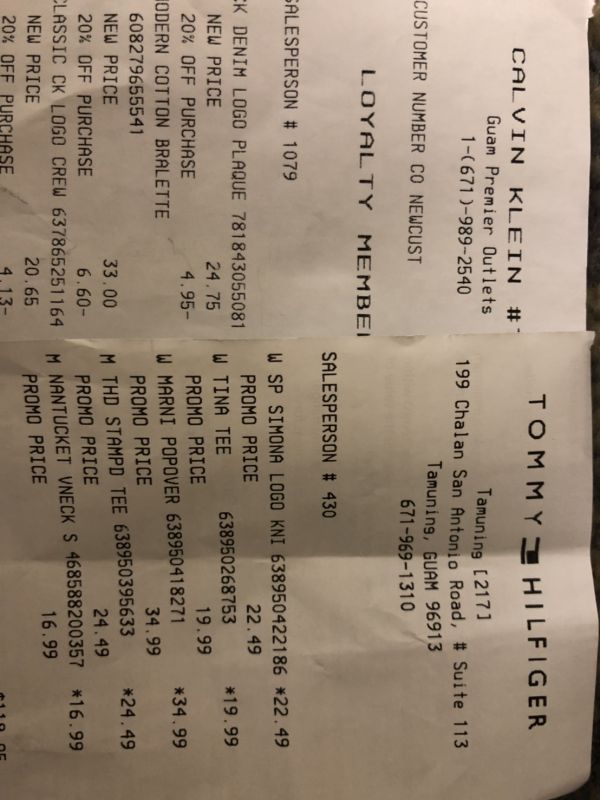 CALVIN KLEIN #
Guam Premier Outlets
1-(671)-989-2540
CUSTOMER NUMBER CO NEWCUST
LOYALTY MEMBE
SALESPERSON # 1079
CK DENIM LOGO PLAQUE 781843055081
NEW PRICE 24.75
20% OFF PURCHASE 4.95-
MODERN COTTON BRALETTE
608279655541
NEW PRICE 33.00
20% OFF PURCHASE 6.60-
CLASSIC CK LOGO CREW 637865251164
NEW PRICE 20.65
20% OFF PURCHASE 4.13-
TOMMY HILFIGER
Tamuning [217]
199 Chalan San Antonio Road, # Suite 113
Tamuning, GUAM 96913
671-969-1310
SALESPERSON # 430
W SP SIMONA LOGO KNI 638950422186 *22.49
PROMO PRICE 22.49
W TINA TEE 638950268753 *19.99
PROMO PRICE 19.99
W MARNI POPOVER 638950418271 *34.99
PROMO PRICE 34.99
M THD STAMPD TEE 638950395633 *24.49
PROMO PRICE 24.49
M NANTUCKET VNECK S 468588200357 *16.99
PROMO PRICE 16.99